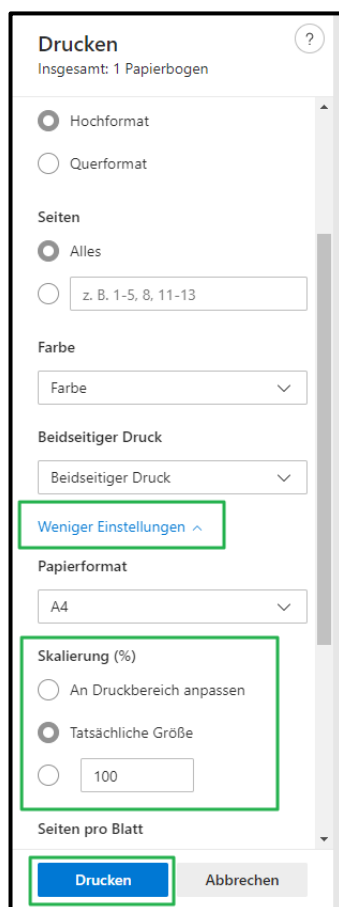 Drucken
?
Insgesamt: 1 Papierbogen
Hochformat
Querformat
Seiten
Alles
z. B. 1-5, 8, 11-13
Farbe
Farbe
Beidseitiger Druck
Beidseitiger Druck
Weniger Einstellungen
Papierformat
A4
Skalierung (%)
An Druckbereich anpassen
Tatsächliche Größe
100
Seiten pro Blatt
Drucken Abbrechen